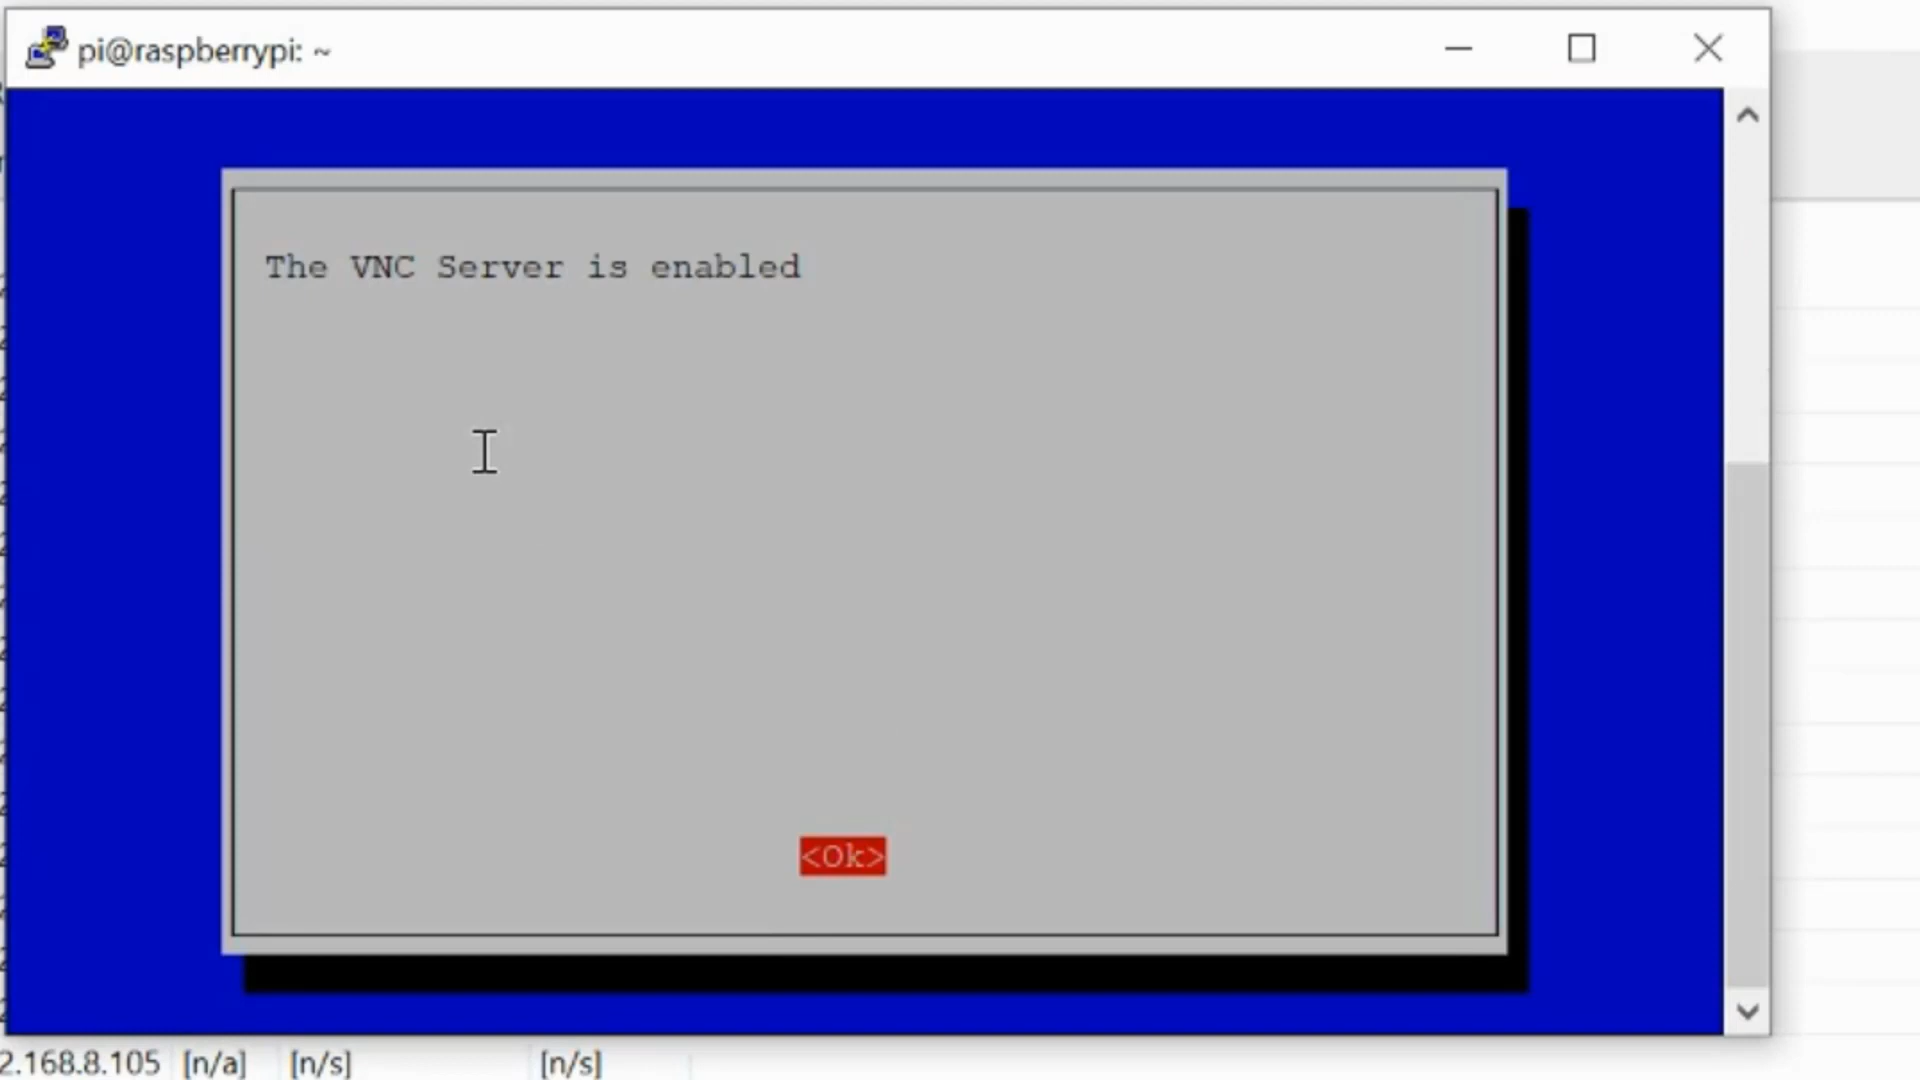 pi@raspberrypi: ~
The VNC Server is enabled
<Ok>
2.168.8.105 [n/a] [n/s] [n/s]